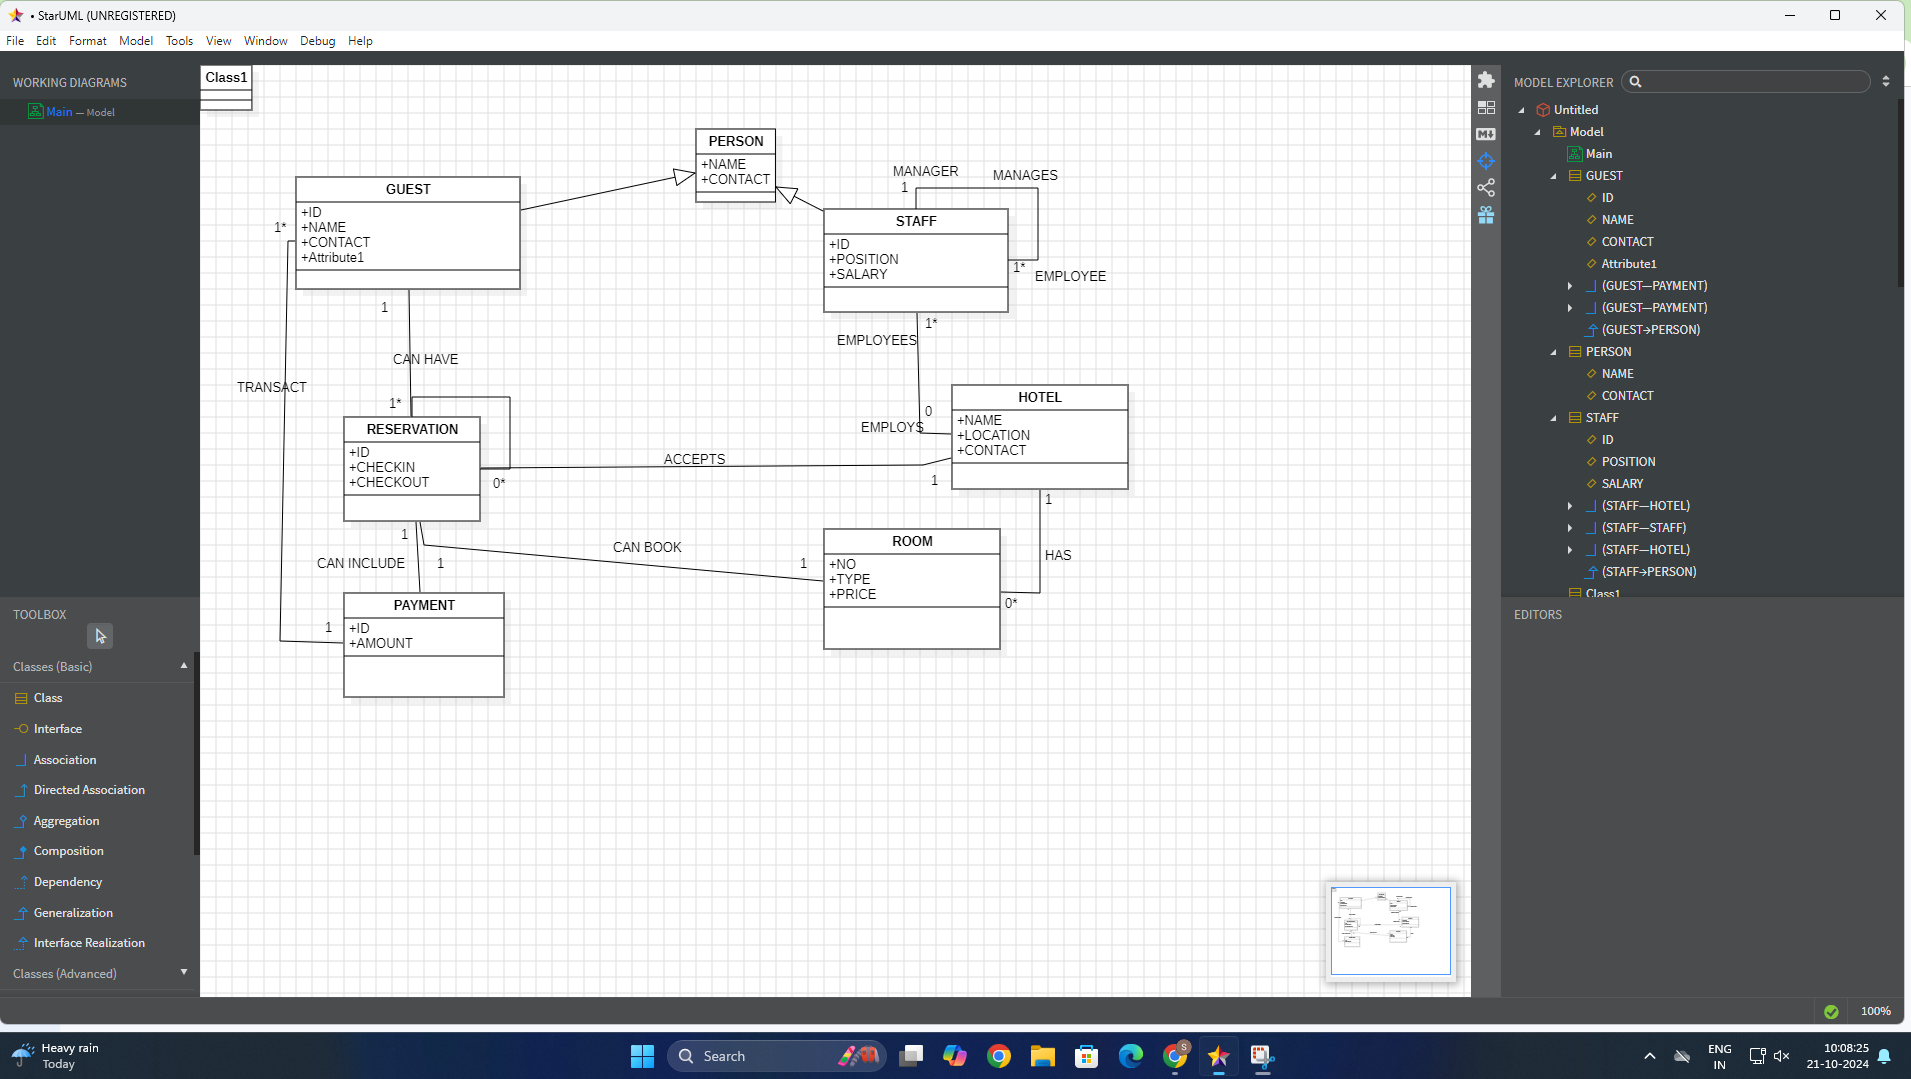 • StarUML (UNREGISTERED)
File Edit Format Model Tools View Window Debug Help
WORKING DIAGRAMS
Main — Model
TOOLBOX
Classes (Basic)
Class
Interface
Association
Directed Association
Aggregation
Composition
Dependency
Generalization
Interface Realization
Classes (Advanced)
Class1
PERSON
+NAME
+CONTACT
GUEST
+ID
+NAME
+CONTACT
+Attribute1
1*
1
MANAGER
1
MANAGES
STAFF
+ID
+POSITION
+SALARY
1*
EMPLOYEE
1*
EMPLOYEES
CAN HAVE
TRANSACT
1*
0
EMPLOYS
HOTEL
+NAME
+LOCATION
+CONTACT
RESERVATION
+ID
+CHECKIN
+CHECKOUT
ACCEPTS
0*
1
1
1
CAN INCLUDE
1
CAN BOOK
1
HAS
ROOM
+NO
+TYPE
+PRICE
0*
PAYMENT
+ID
+AMOUNT
1
MODEL EXPLORER
Untitled
Model
Main
GUEST
ID
NAME
CONTACT
Attribute1
(GUEST—PAYMENT)
(GUEST—PAYMENT)
(GUEST→PERSON)
PERSON
NAME
CONTACT
STAFF
ID
POSITION
SALARY
(STAFF—HOTEL)
(STAFF—STAFF)
(STAFF—HOTEL)
(STAFF→PERSON)
Class1
EDITORS
100%
Heavy rain
Today
Search
S
ENG
IN
10:08:25
21-10-2024